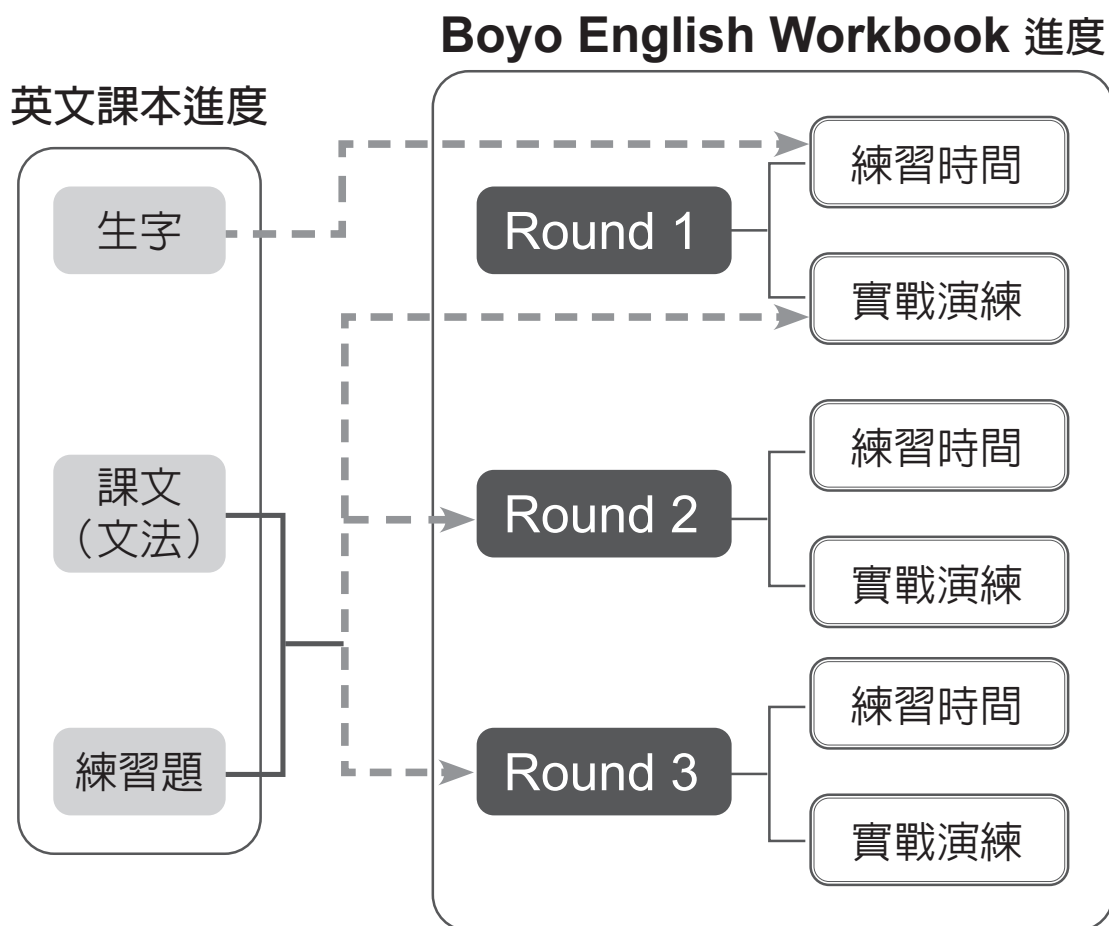 Boyo English Workbook 進度
英文課本進度
生字
課文
（文法）
練習題
Round 1
練習時間
實戰演練
Round 2
練習時間
實戰演練
Round 3
練習時間
實戰演練